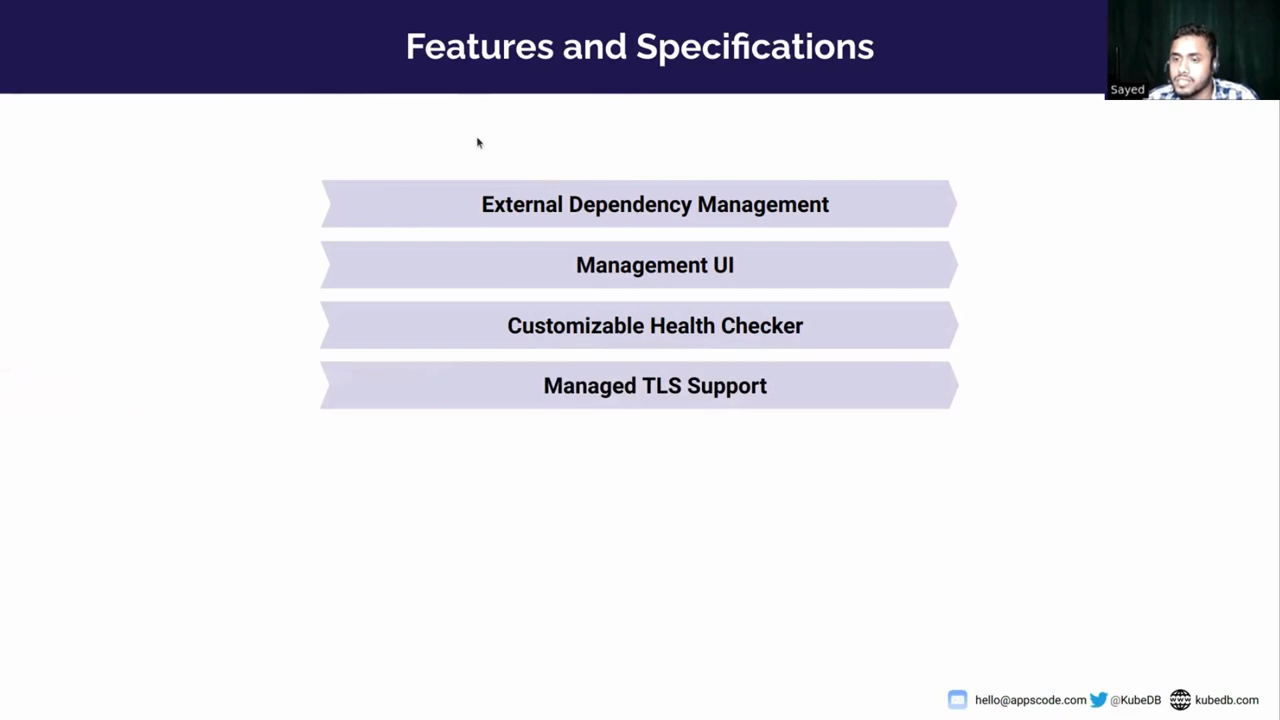 Features and Specifications
Sayed
External Dependency Management
Management UI
Customizable Health Checker
Managed TLS Support
hello@appscode.com @KubeDB kubedb.com